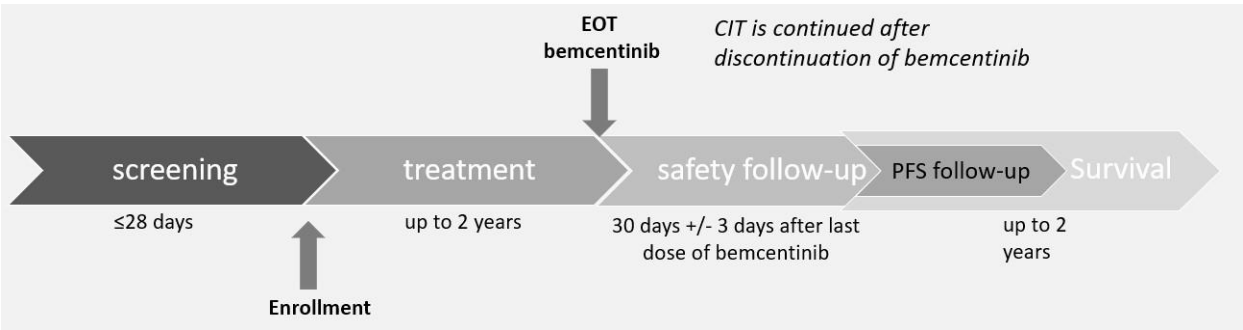 EOT
bemcentinib
CIT is continued after
discontinuation of bemcentinib
screening
treatment
safety follow-up
PFS follow-up
Survival
≤28 days
up to 2 years
30 days +/- 3 days after last
dose of bemcentinib
up to 2
years
Enrollment